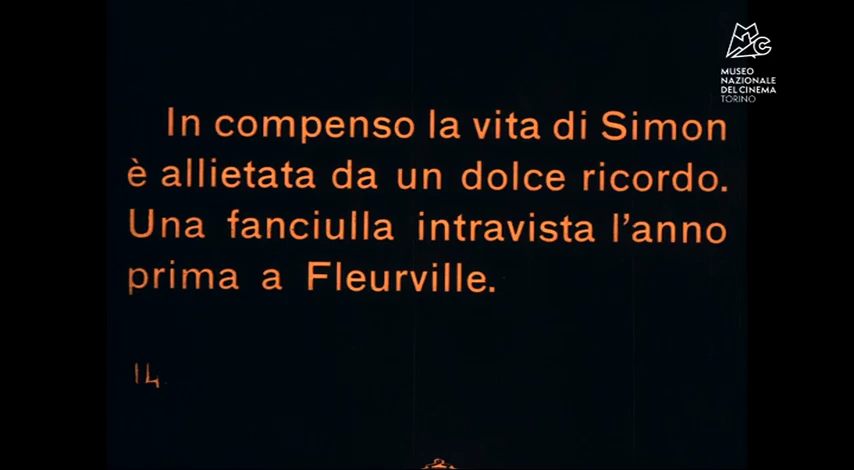 MUSEO
NAZIONALE
DEL CINEMA
TORINO
In compenso la vita di Simon
è allietata da un dolce ricordo.
Una fanciulla intravista l'anno
prima a Fleurville.
14